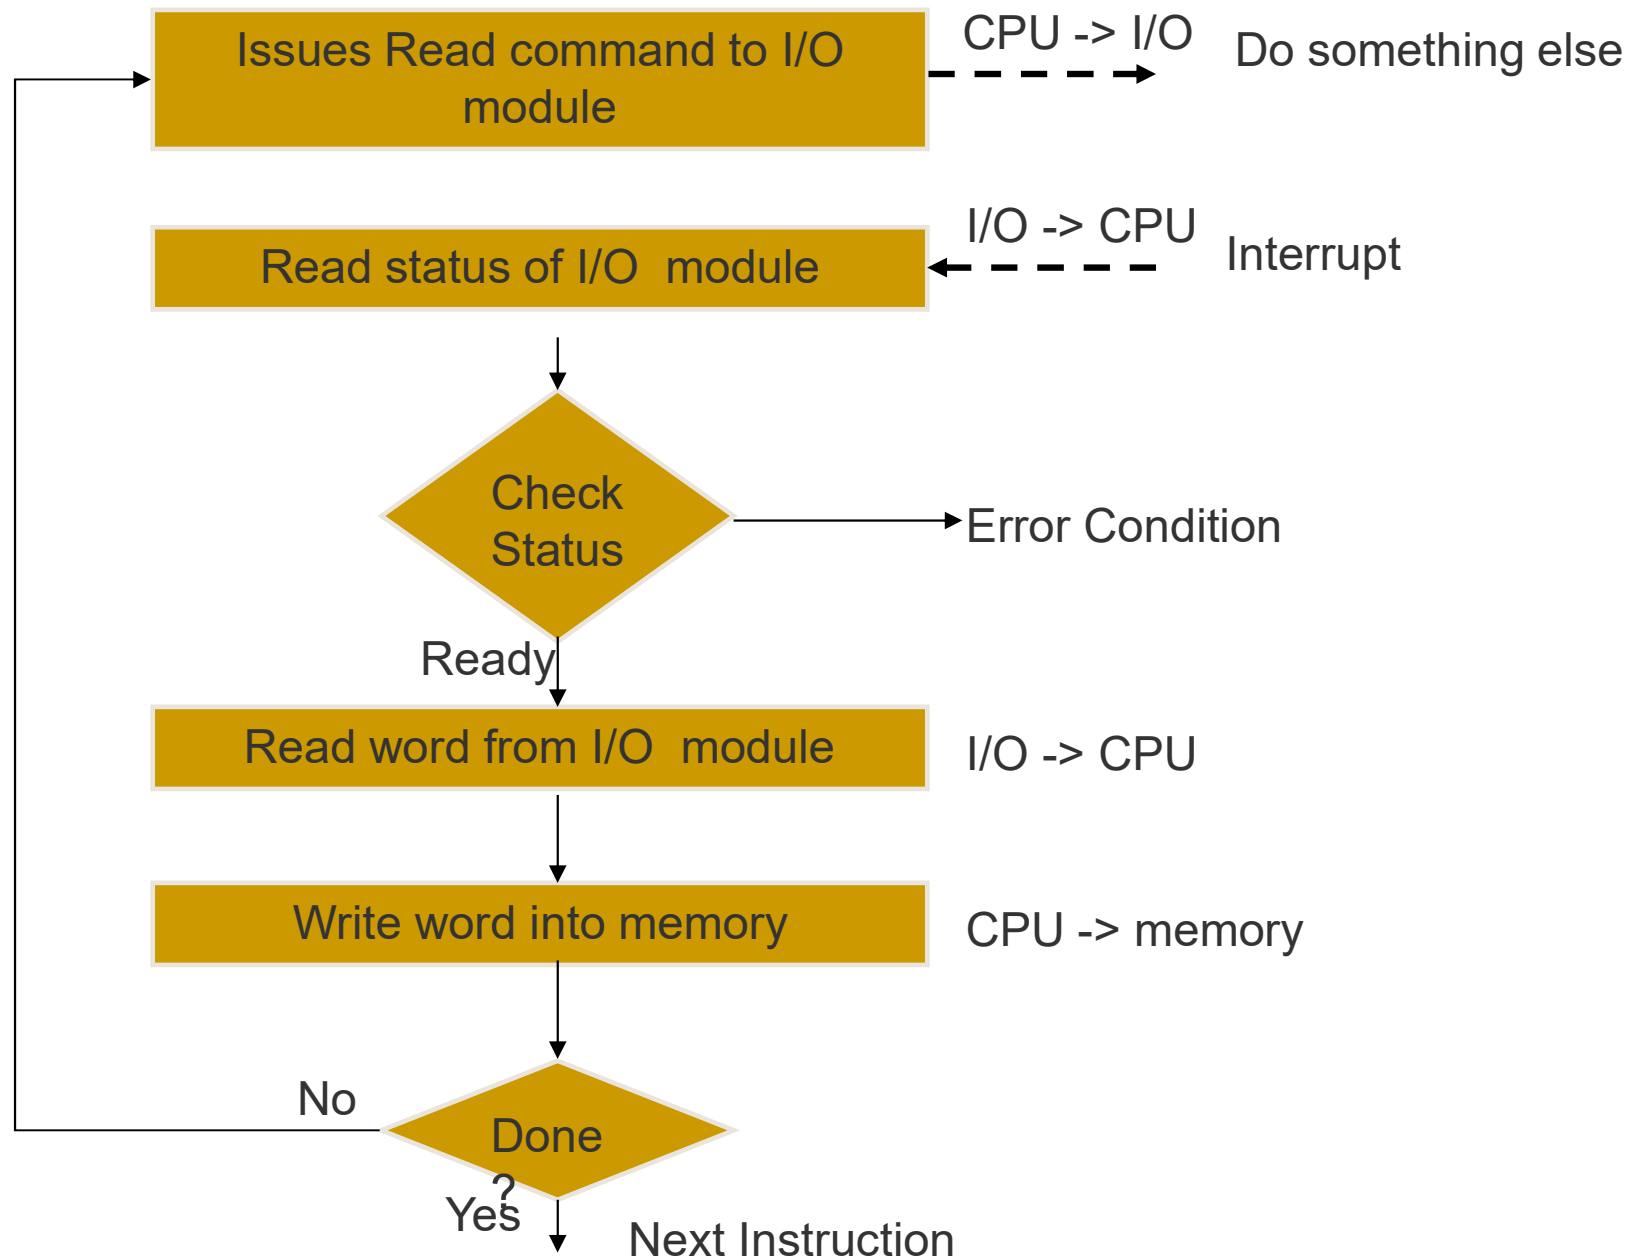 Issues Read command to I/O
module
CPU -> I/O
Do something else
Read status of I/O module
I/O -> CPU
Interrupt
Check
Status
Error Condition
Ready
Read word from I/O module
I/O -> CPU
Write word into memory
CPU -> memory
No
Done
?
Yes
Next Instruction